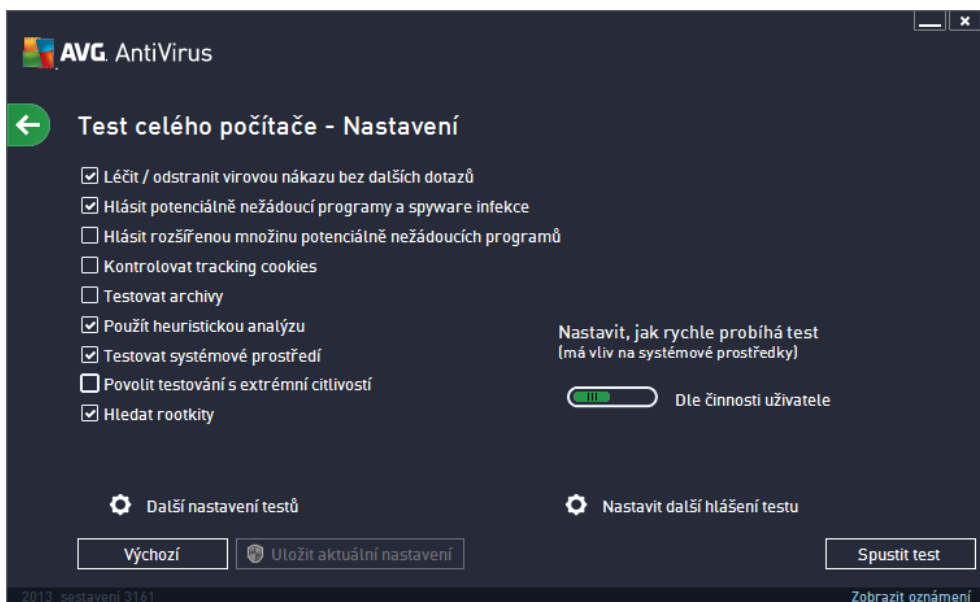 AVG. AntiVirus
Test celého počítače - Nastavení
Léčit / odstranit virovou nákazu bez dalších dotazů
Hlásit potenciálně nežádoucí programy a spyware infekce
Hlásit rozšířenou množinu potenciálně nežádoucích programů
Kontrolovat tracking cookies
Testovat archivy
Použít heuristickou analýzu
Testovat systémové prostředí
Povolit testování s extrémní citlivostí
Hledat rootkity
Nastavit, jak rychle probíhá test
(má vliv na systémové prostředky)
Dle činnosti uživatele
Další nastavení testů
Nastavit další hlášení testu
Výchozí
Uložit aktuální nastavení
Spustit test
2013 sestavení 3161
Zobrazit oznámení